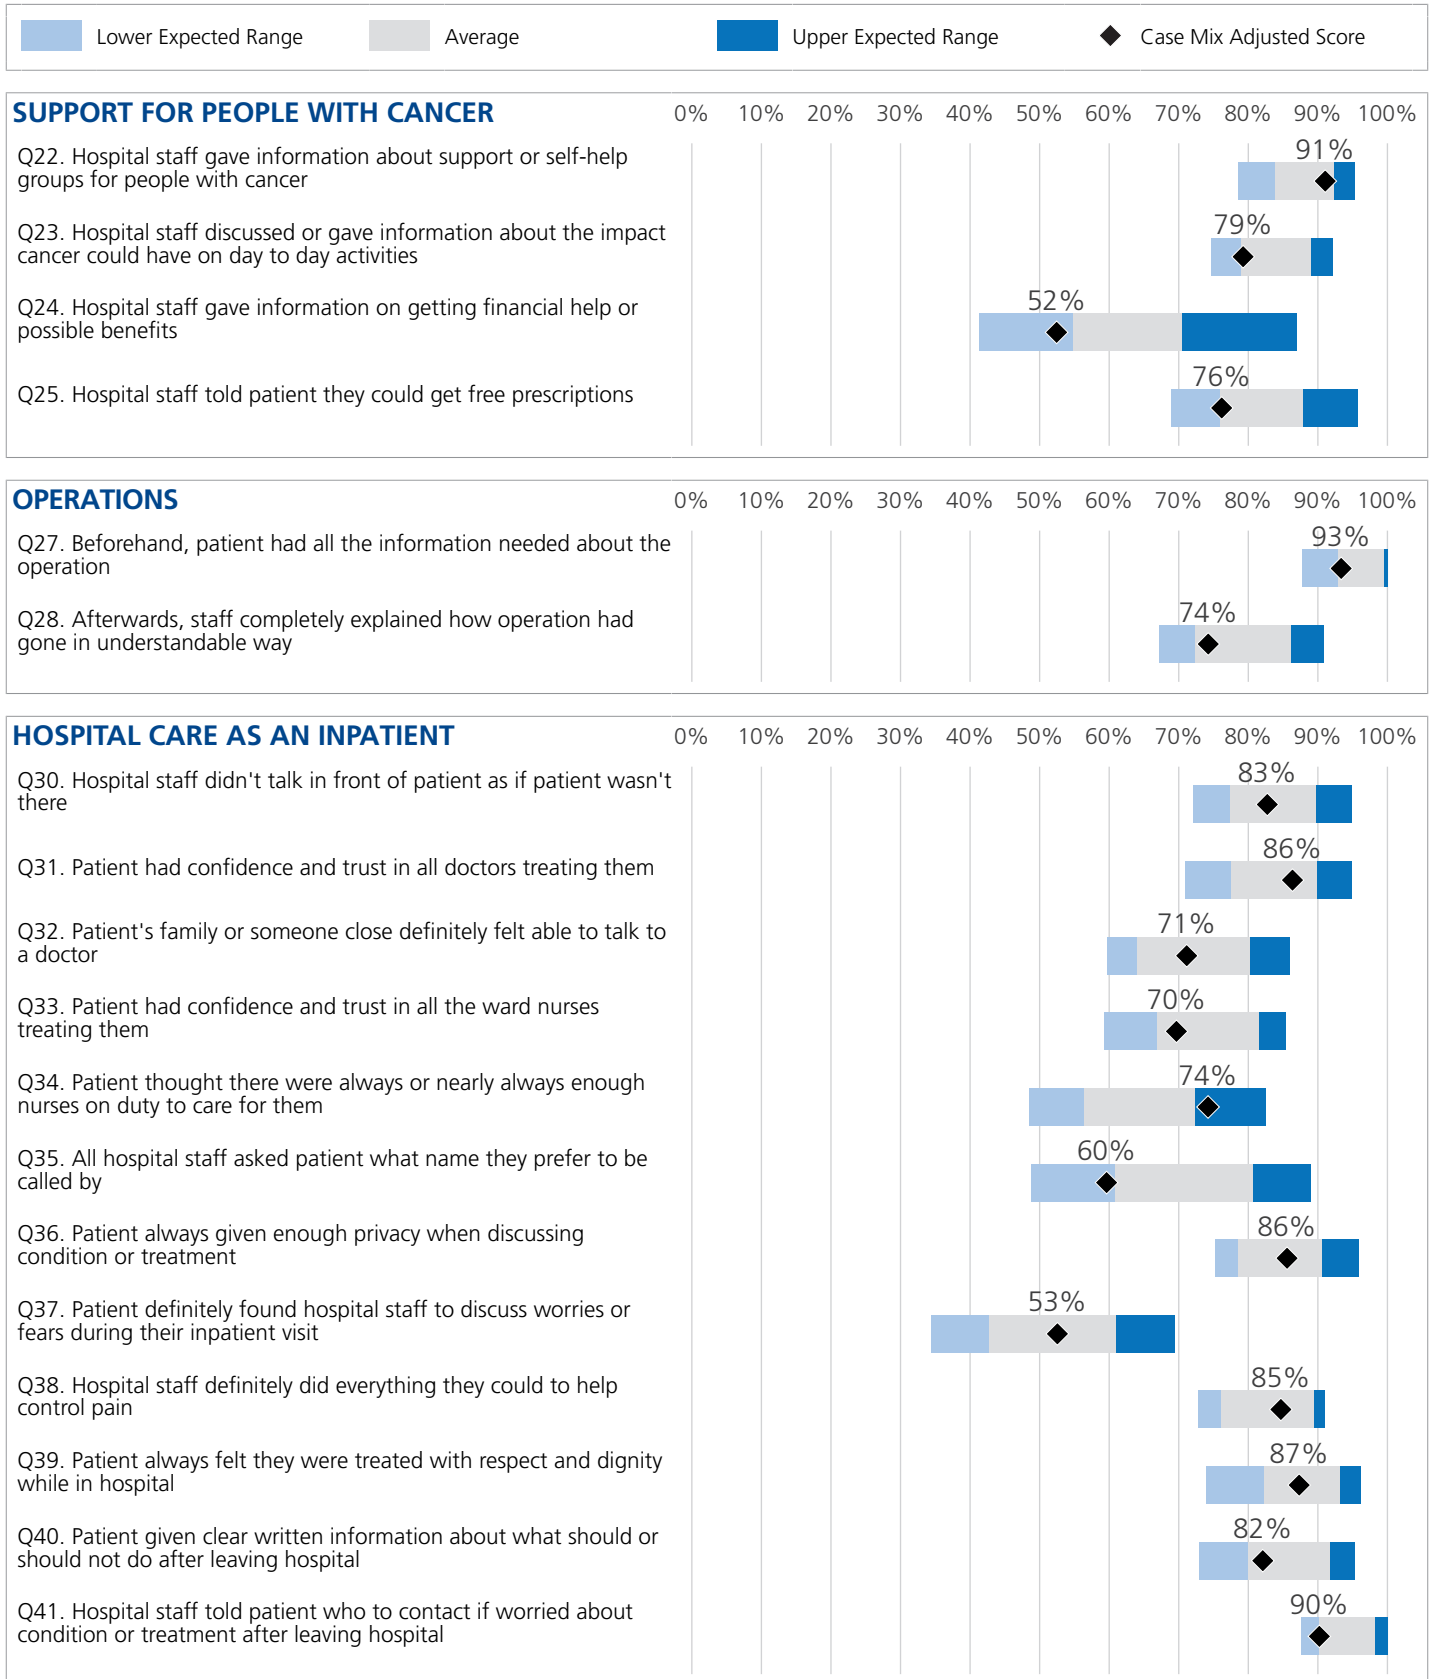 Lower Expected Range Average Upper Expected Range Case Mix Adjusted Score
SUPPORT FOR PEOPLE WITH CANCER 0% 10% 20% 30% 40% 50% 60% 70% 80% 90% 100%
Q22. Hospital staff gave information about support or self-help
groups for people with cancer
91%
Q23. Hospital staff discussed or gave information about the impact
cancer could have on day to day activities
79%
Q24. Hospital staff gave information on getting financial help or
possible benefits
52%
Q25. Hospital staff told patient they could get free prescriptions
76%
OPERATIONS 0% 10% 20% 30% 40% 50% 60% 70% 80% 90% 100%
Q27. Beforehand, patient had all the information needed about the
operation
93%
Q28. Afterwards, staff completely explained how operation had
gone in understandable way
74%
HOSPITAL CARE AS AN INPATIENT 0% 10% 20% 30% 40% 50% 60% 70% 80% 90% 100%
Q30. Hospital staff didn't talk in front of patient as if patient wasn't
there
83%
Q31. Patient had confidence and trust in all doctors treating them
86%
Q32. Patient's family or someone close definitely felt able to talk to
a doctor
71%
Q33. Patient had confidence and trust in all the ward nurses
treating them
70%
Q34. Patient thought there were always or nearly always enough
nurses on duty to care for them
74%
Q35. All hospital staff asked patient what name they prefer to be
called by
60%
Q36. Patient always given enough privacy when discussing
condition or treatment
86%
Q37. Patient definitely found hospital staff to discuss worries or
fears during their inpatient visit
53%
Q38. Hospital staff definitely did everything they could to help
control pain
85%
Q39. Patient always felt they were treated with respect and dignity
while in hospital
87%
Q40. Patient given clear written information about what should or
should not do after leaving hospital
82%
Q41. Hospital staff told patient who to contact if worried about
condition or treatment after leaving hospital
90%